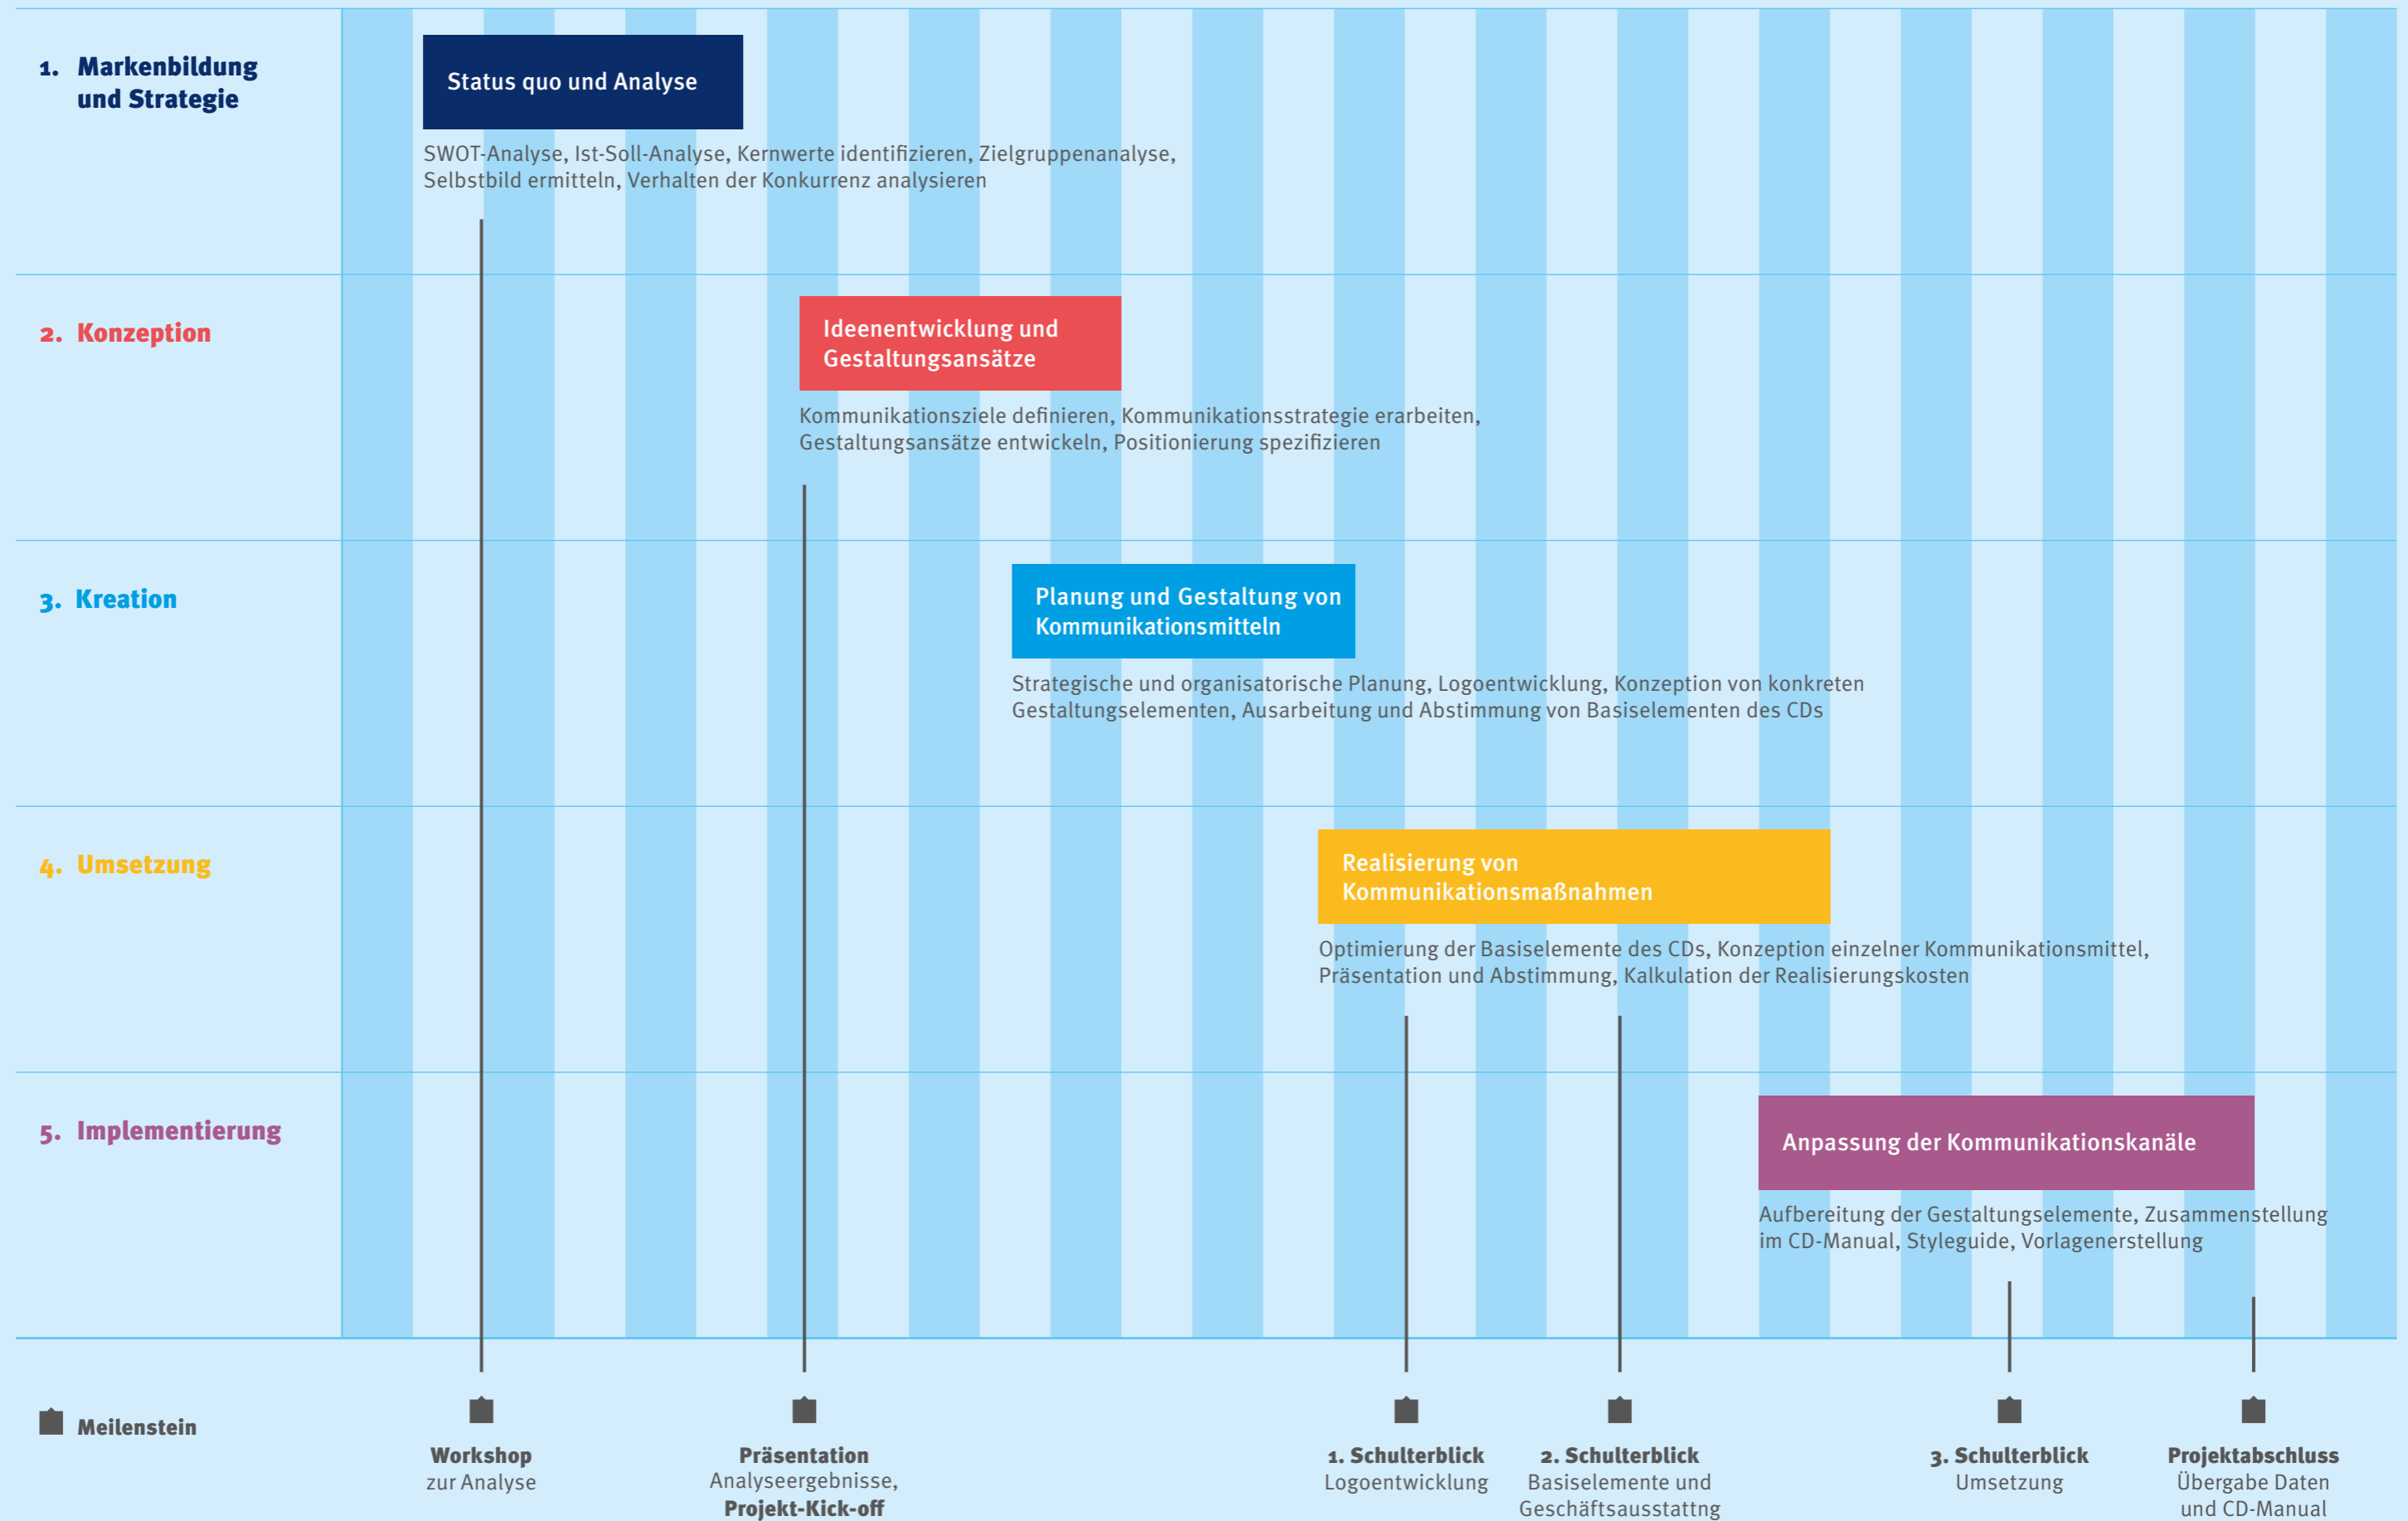 1. Markenbildung
und Strategie
Status quo und Analyse
SWOT-Analyse, Ist-Soll-Analyse, Kernwerte identifizieren, Zielgruppenanalyse,
Selbstbild ermitteln, Verhalten der Konkurrenz analysieren
2. Konzeption
Ideenentwicklung und
Gestaltungsansätze
Kommunikationsziele definieren, Kommunikationsstrategie erarbeiten,
Gestaltungsansätze entwickeln, Positionierung spezifizieren
3. Kreation
Planung und Gestaltung von
Kommunikationsmitteln
Strategische und organisatorische Planung, Logoentwicklung, Konzeption von konkreten
Gestaltungselementen, Ausarbeitung und Abstimmung von Basiselementen des CDs
4. Umsetzung
Realisierung von
Kommunikationsmaßnahmen
Optimierung der Basiselemente des CDs, Konzeption einzelner Kommunikationsmittel,
Präsentation und Abstimmung, Kalkulation der Realisierungskosten
5. Implementierung
Anpassung der Kommunikationskanäle
Aufbereitung der Gestaltungselemente, Zusammenstellung
im CD-Manual, Styleguide, Vorlagenerstellung
Meilenstein
Workshop
zur Analyse
Präsentation
Analyseergebnisse,
Projekt-Kick-off
1. Schulterblick
Logoentwicklung
2. Schulterblick
Basiselemente und
Geschäftsausstattng
3. Schulterblick
Umsetzung
Projektabschluss
Übergabe Daten
und CD-Manual